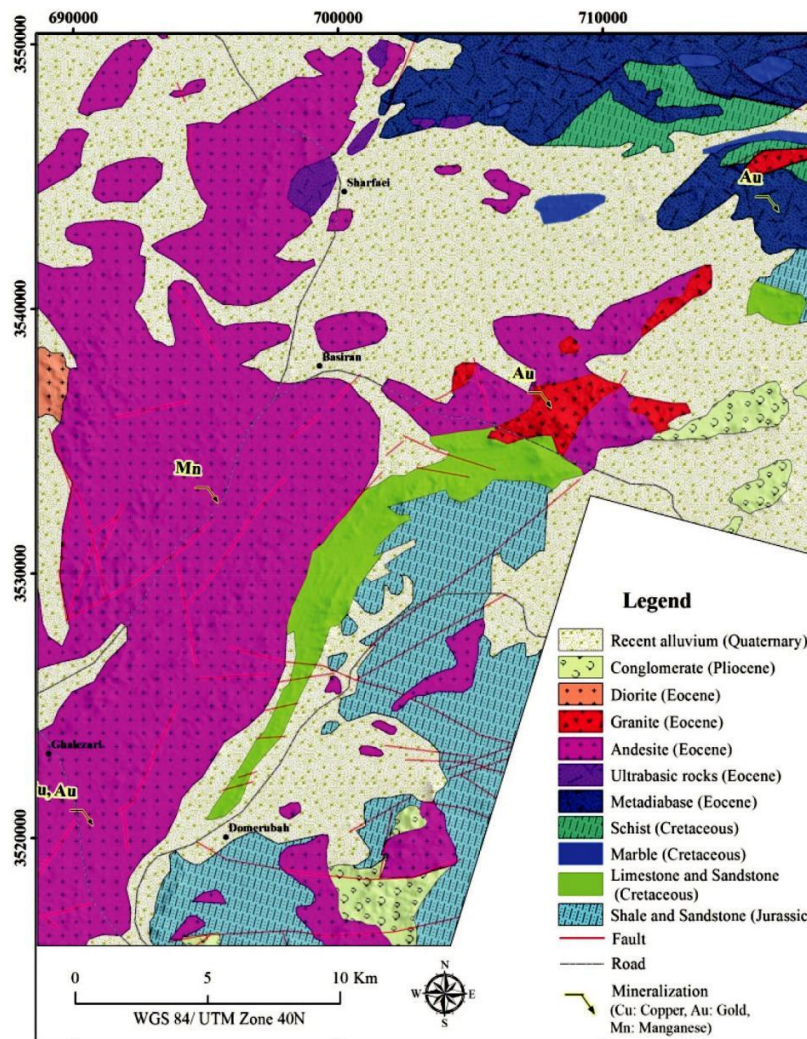 690000
700000
710000
3550000
3540000
3530000
3520000
Sharfaei
Au
Basiran
Au
Mn
Ghalezari
u, Au
Domerubah
Legend
Recent alluvium (Quaternary)
Conglomerate (Pliocene)
Diorite (Eocene)
Granite (Eocene)
Andesite (Eocene)
Ultrabasic rocks (Eocene)
Metadiabase (Eocene)
Schist (Cretaceous)
Marble (Cretaceous)
Limestone and Sandstone
(Cretaceous)
Shale and Sandstone (Jurassic
Fault
Road
Mineralization
(Cu: Copper, Au: Gold,
Mn: Manganese)
0 5 10 Km
WGS 84/ UTM Zone 40N
N
W E
S